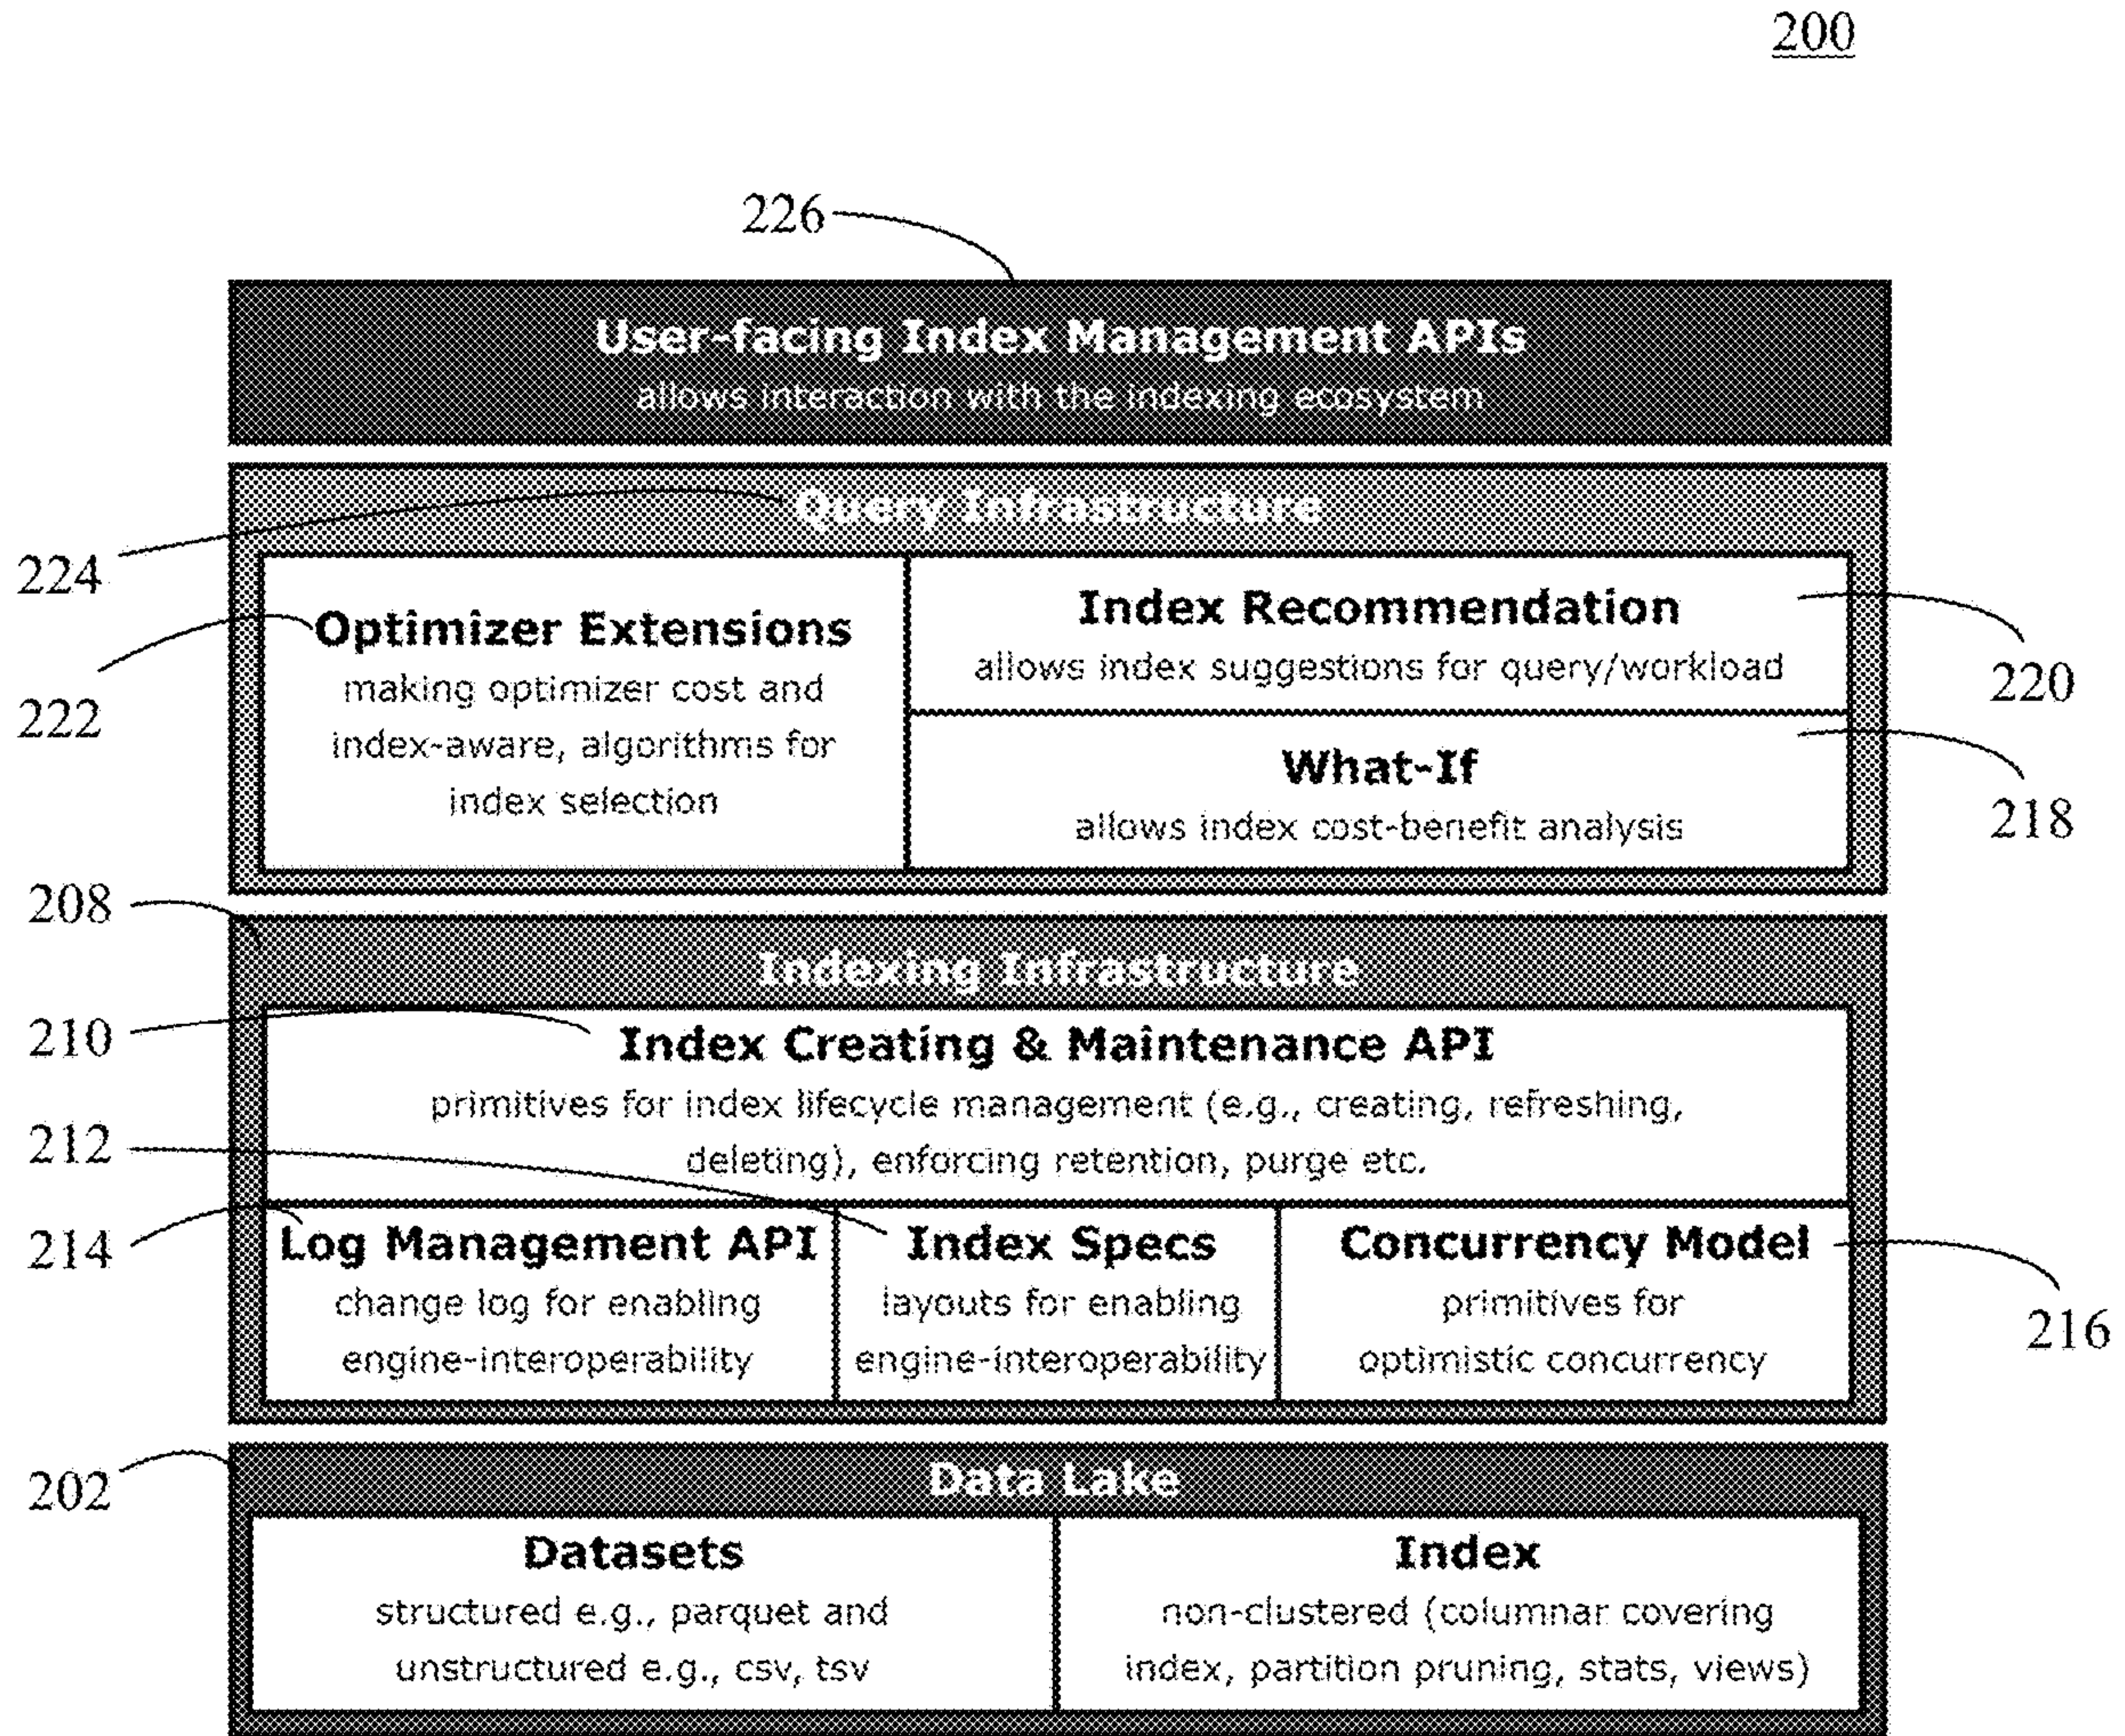 200
226
User-facing Index Management APIs
allows interaction with the indexing ecosystem
224
Query Infrastructure
222
Optimizer Extensions
making optimizer cost and
index-aware, algorithms for
index selection
Index Recommendation
allows index suggestions for query/workload
220
What-If
allows index cost-benefit analysis
218
208
Indexing Infrastructure
210
Index Creating & Maintenance API
primitives for index lifecycle management (e.g., creating, refreshing,
deleting), enforcing retention, purge etc.
212
214
Log Management API
change log for enabling
engine-interoperability
Index Specs
layouts for enabling
engine-interoperability
Concurrency Model
primitives for
optimistic concurrency
216
202
Data Lake
Datasets
structured e.g., parquet and
unstructured e.g., csv, tsv
Index
non-clustered (columnar covering
index, partition pruning, stats, views)